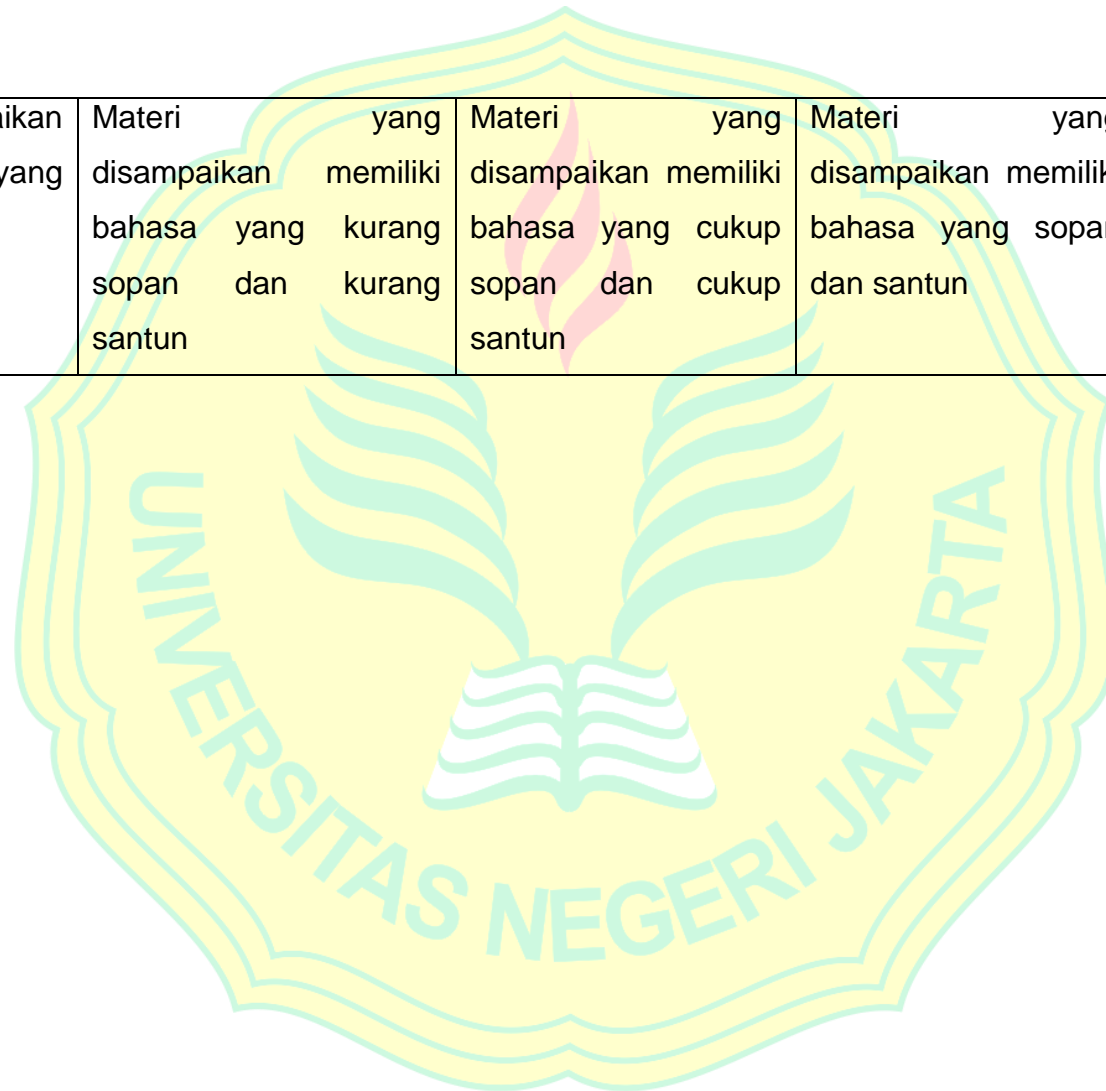 yang
Materi yang
disampaikan memiliki
bahasa yang kurang
sopan dan kurang
santun
Materi yang
disampaikan memiliki
bahasa yang cukup
sopan dan cukup
santun
Materi yang
disampaikan memiliki
bahasa yang sopan
dan santun
UNIVERSITAS NEGERI JAKARTA